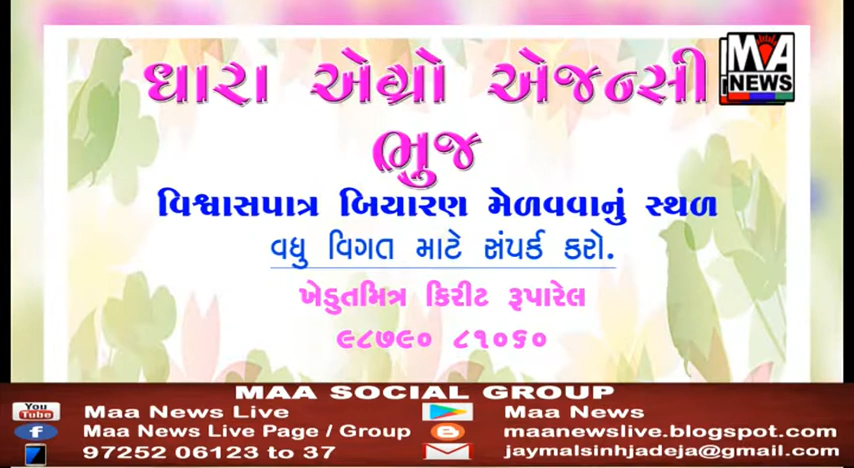 ધારા એગ્રો એજન્સી
MAA
NEWS
ભુજ
વિશ્વાસપાત્ર બિયારણ મેળવવાનું સ્થળ
વધુ વિગત માટે સંપર્ક કરો.
ખેડુતમિત્ર કિરીટ રૂપારેલ
૯૮૭૯૦ ૮૧૦૬૦
MAA SOCIAL GROUP
You Tube Maa News Live
Maa News
f Maa News Live Page / Group
maanewslive.blogspot.com
97252 06123 to 37
jaymalsinhjadeja@gmail.com